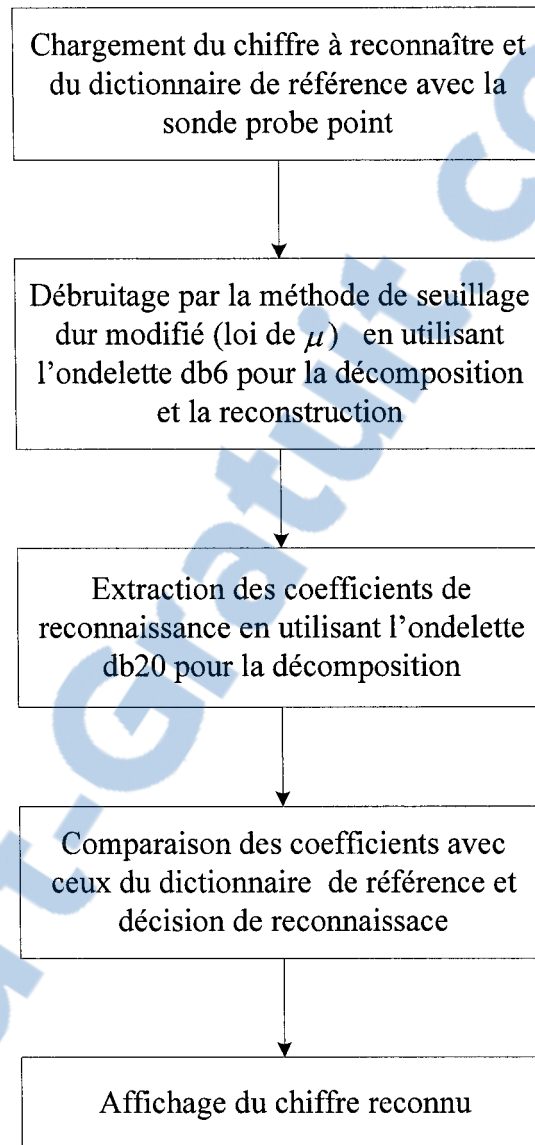 Chargement du chiffre à reconnaître et
du dictionnaire de référence avec la
sonde probe point
Débruitage par la méthode de seuillage
dur modifié (loi de μ) en utilisant
l'ondelette db6 pour la décomposition
et la reconstruction
Extraction des coefficients de
reconnaissance en utilisant l'ondelette
db20 pour la décomposition
Comparaison des coefficients avec
ceux du dictionnaire de référence et
décision de reconnaissace
Affichage du chiffre reconnu
t-Gratuit.co